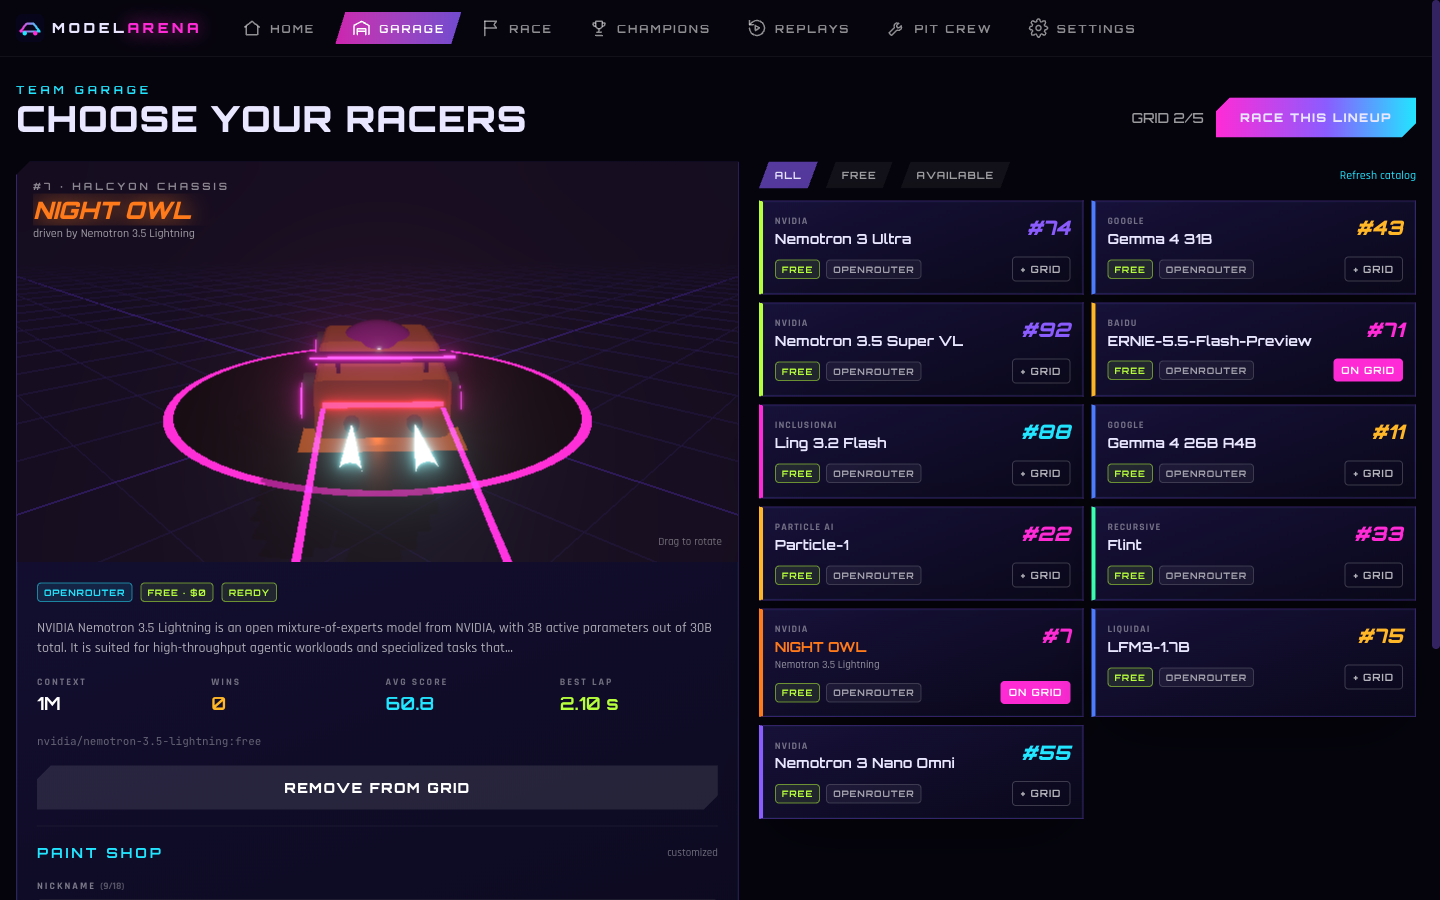 MODELARENA
HOME
GARAGE
RACE
CHAMPIONS
REPLAYS
PIT CREW
SETTINGS
TEAM GARAGE
CHOOSE YOUR RACERS
GRID 2/5
RACE THIS LINEUP
#7 · HALCYON CHASSIS
NIGHT OWL
driven by Nemotron 3.5 Lightning
Drag to rotate
OPENROUTER
FREE · $0
READY
NVIDIA Nemotron 3.5 Lightning is an open mixture-of-experts model from NVIDIA, with 3B active parameters out of 30B
total. It is suited for high-throughput agentic workloads and specialized tasks that...
CONTEXT
1M
WINS
0
AVG SCORE
60.8
BEST LAP
2.10 s
nvidia/nemotron-3.5-lightning:free
REMOVE FROM GRID
PAINT SHOP
customized
NICKNAME (9/18)
ALL
FREE
AVAILABLE
Refresh catalog
NVIDIA
Nemotron 3 Ultra
#74
FREE
OPENROUTER
+ GRID
GOOGLE
Gemma 4 31B
#43
FREE
OPENROUTER
+ GRID
NVIDIA
Nemotron 3.5 Super VL
#92
FREE
OPENROUTER
+ GRID
BAIDU
ERNIE-5.5-Flash-Preview
#71
FREE
OPENROUTER
ON GRID
INCLUSIONAI
Ling 3.2 Flash
#88
FREE
OPENROUTER
+ GRID
GOOGLE
Gemma 4 26B A4B
#11
FREE
OPENROUTER
+ GRID
PARTICLE AI
Particle-1
#22
FREE
OPENROUTER
+ GRID
RECURSIVE
Flint
#33
FREE
OPENROUTER
+ GRID
NVIDIA
NIGHT OWL
Nemotron 3.5 Lightning
#7
FREE
OPENROUTER
ON GRID
LIQUIDAI
LFM3-1.7B
#75
FREE
OPENROUTER
+ GRID
NVIDIA
Nemotron 3 Nano Omni
#55
FREE
OPENROUTER
+ GRID